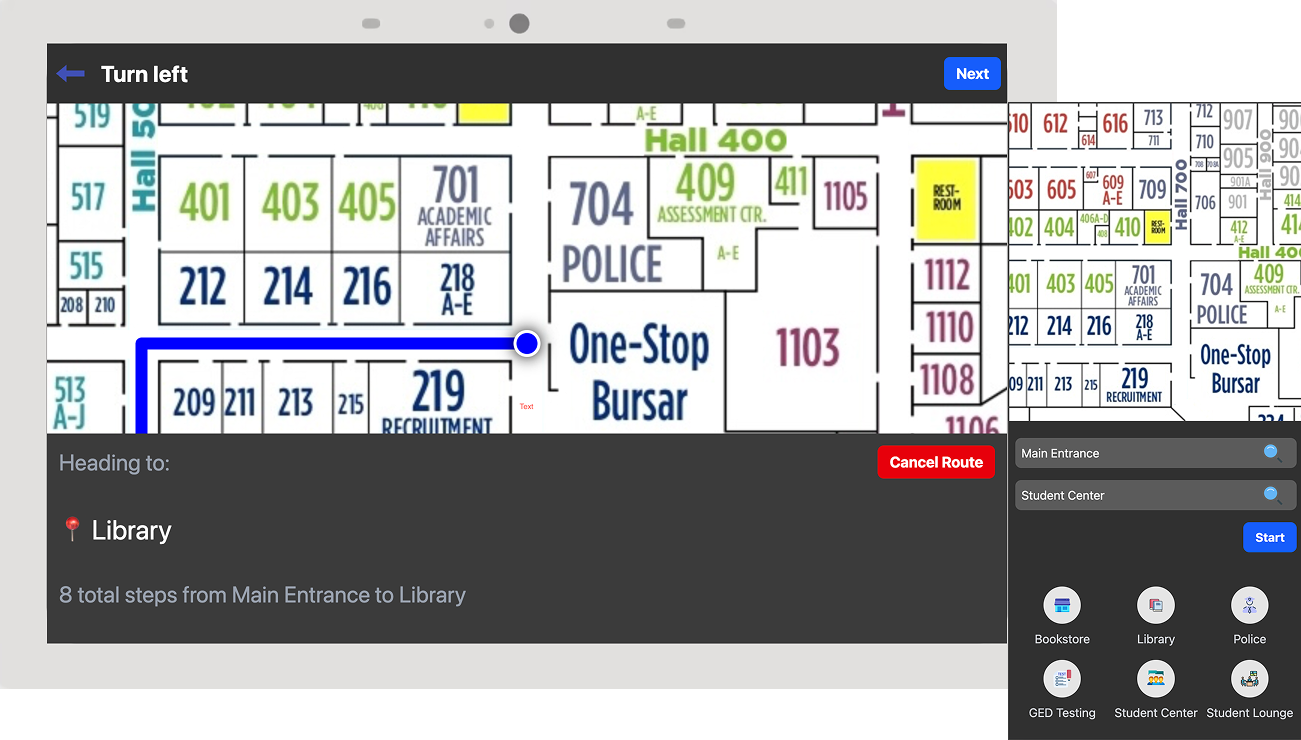 Turn left
Next
519
Hall 50
A-E
Hall 400
517
401
403
405
701
ACADEMIC
AFFAIRS
704
POLICE
409
ASSESSMENT CTR.
411
1105
REST-
ROOM
A-E
515
208
210
212
214
216
218
A-E
1112
1110
1108
1106
One-Stop
Bursar
1103
513
A-J
209
211
213
215
219
RECRUITMENT
Text
Heading to:
Cancel Route
📍 Library
8 total steps from Main Entrance to Library
610
612
614
616
713
711
712
710
907
603
605
607
609
A-E
709
Hall 700
708
708A
905
901A
901
Hall 900
706
402
404
406A-D
408
410
REST-
ROOM
412
A-E
414
Hall 400
401
403
405
701
ACADEMIC
AFFAIRS
704
POLICE
409
ASSESSMENT CTR.
A-E
212
214
216
218
A-E
One-Stop
Bursar
209
211
213
215
219
RECRUITMENT
Main Entrance
Student Center
Start
Bookstore
Library
Police
GED Testing
Student Center
Student Lounge